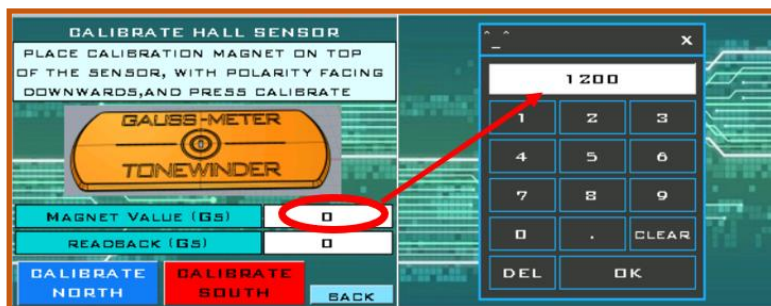 CALIBRATE HALL SENSOR
PLACE CALIBRATION MAGNET ON TOP
OF THE SENSOR, WITH POLARITY FACING
DOWNWARDS,AND PRESS CALIBRATE
GAUSS-METER
TONEWINDER
MAGNET VALUE (GS) 0
READBACK (GS) 0
CALIBRATE
NORTH
CALIBRATE
SOUTH
BACK
^_^ X
1200
1 2 3
4 5 6
7 8 9
0 . CLEAR
DEL OK